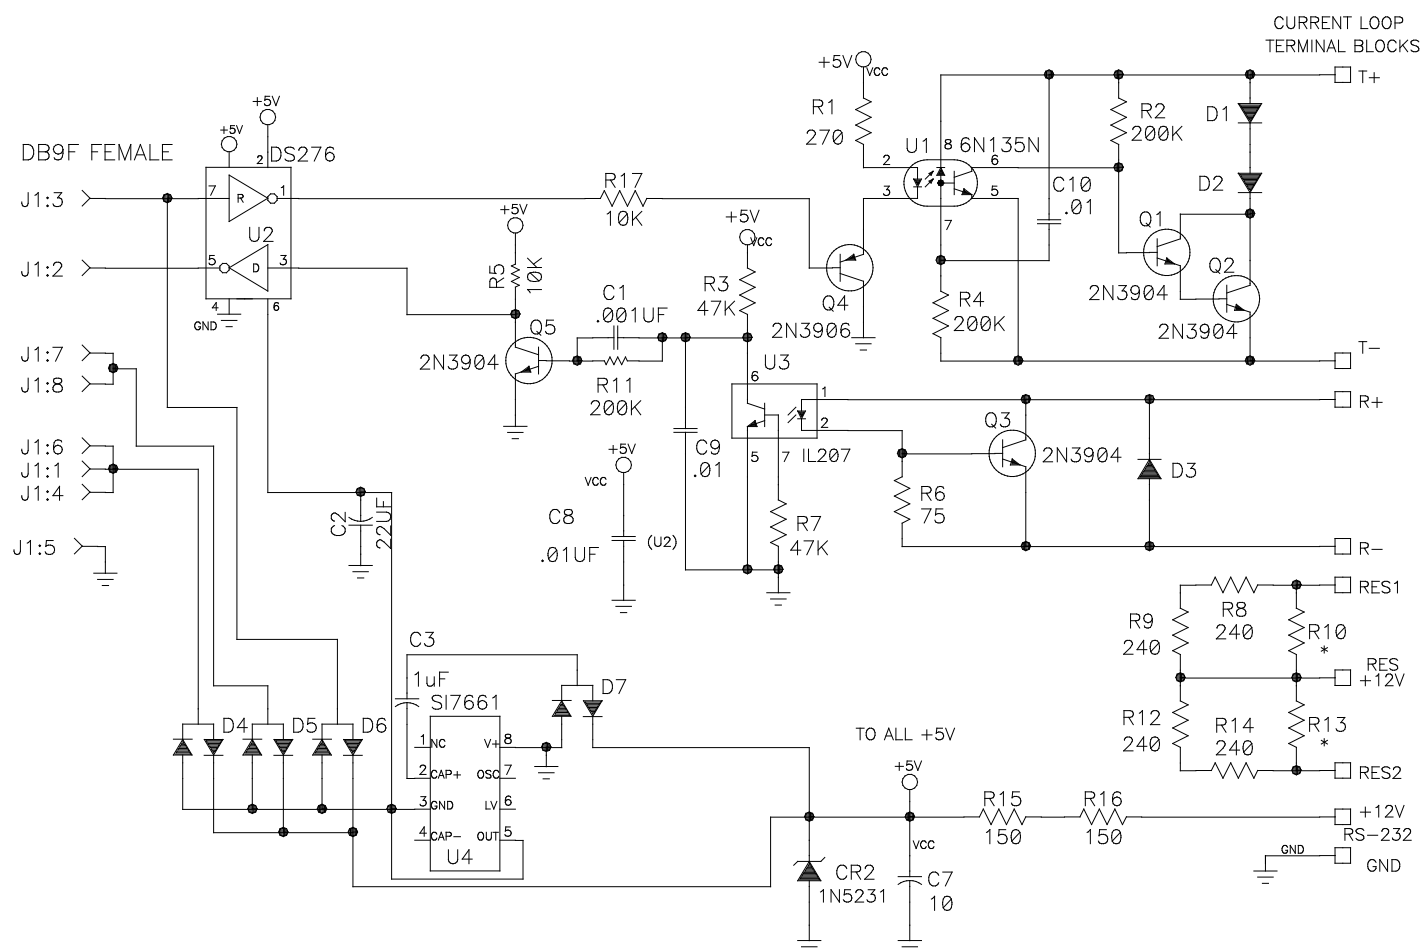 CURRENT LOOP
TERMINAL BLOCKS
+5V
VCC
T+
R1
270
R2
200K
D1
+5V
+5V
2
DS276
DB9F FEMALE
U1
8
6N135N
2
6
D2
J1:3
7
R
1
R17
10K
3
5
C10
.01
+5V
+5V
VCC
7
Q1
U2
J1:2
5
D
3
R5
10K
R3
47K
Q4
2N3906
Q2
2N3904
4
6
GND
C1
.001UF
R4
200K
2N3904
Q5
2N3904
J1:7
J1:8
R11
200K
U3
T-
6
1
2
R+
Q3
2N3904
J1:6
J1:1
J1:4
+5V
VCC
C9
.01
5
7
IL207
D3
R6
75
C2
22UF
C8
.01UF
(U2)
R7
47K
J1:5
R-
RES1
R8
240
R9
240
R10
*
C3
1uF
SI7661
RES
+12V
D7
R12
240
R14
240
R13
*
D4
D5
D6
1
NC
V+
8
2
CAP+
OSC
7
3
GND
LV
6
4
CAP-
OUT
5
U4
TO ALL +5V
+5V
RES2
R15
150
R16
150
+12V
RS-232
VCC
GND
GND
CR2
1N5231
C7
10